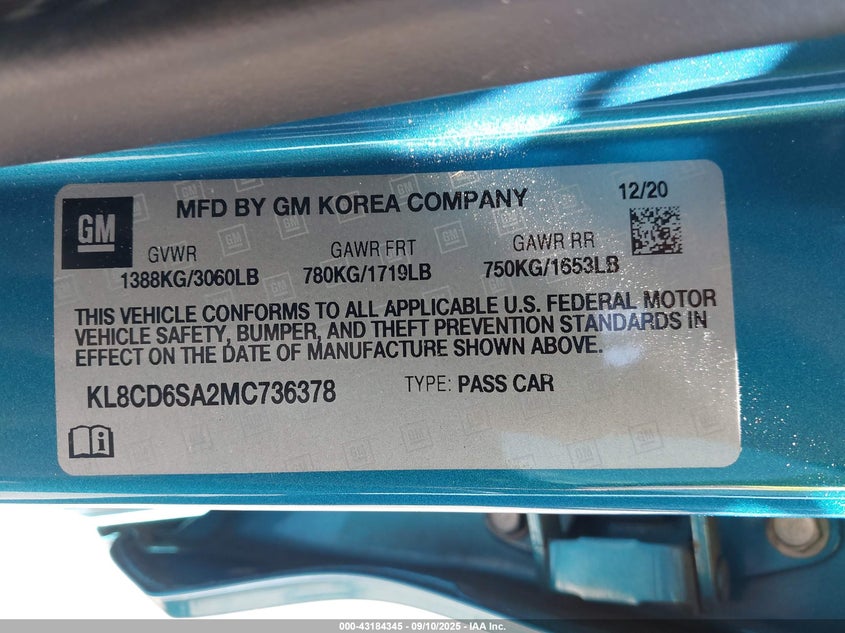 GM
MFD BY GM KOREA COMPANY
12/20
GVWR
1388KG/3060LB
GAWR FRT
780KG/1719LB
GAWR RR
750KG/1653LB
THIS VEHICLE CONFORMS TO ALL APPLICABLE U.S. FEDERAL MOTOR
VEHICLE SAFETY, BUMPER, AND THEFT PREVENTION STANDARDS IN
EFFECT ON THE DATE OF MANUFACTURE SHOWN ABOVE.
KL8CD6SA2MC736378
TYPE: PASS CAR
000-43184345 - 09/10/2025 - IAA Inc.